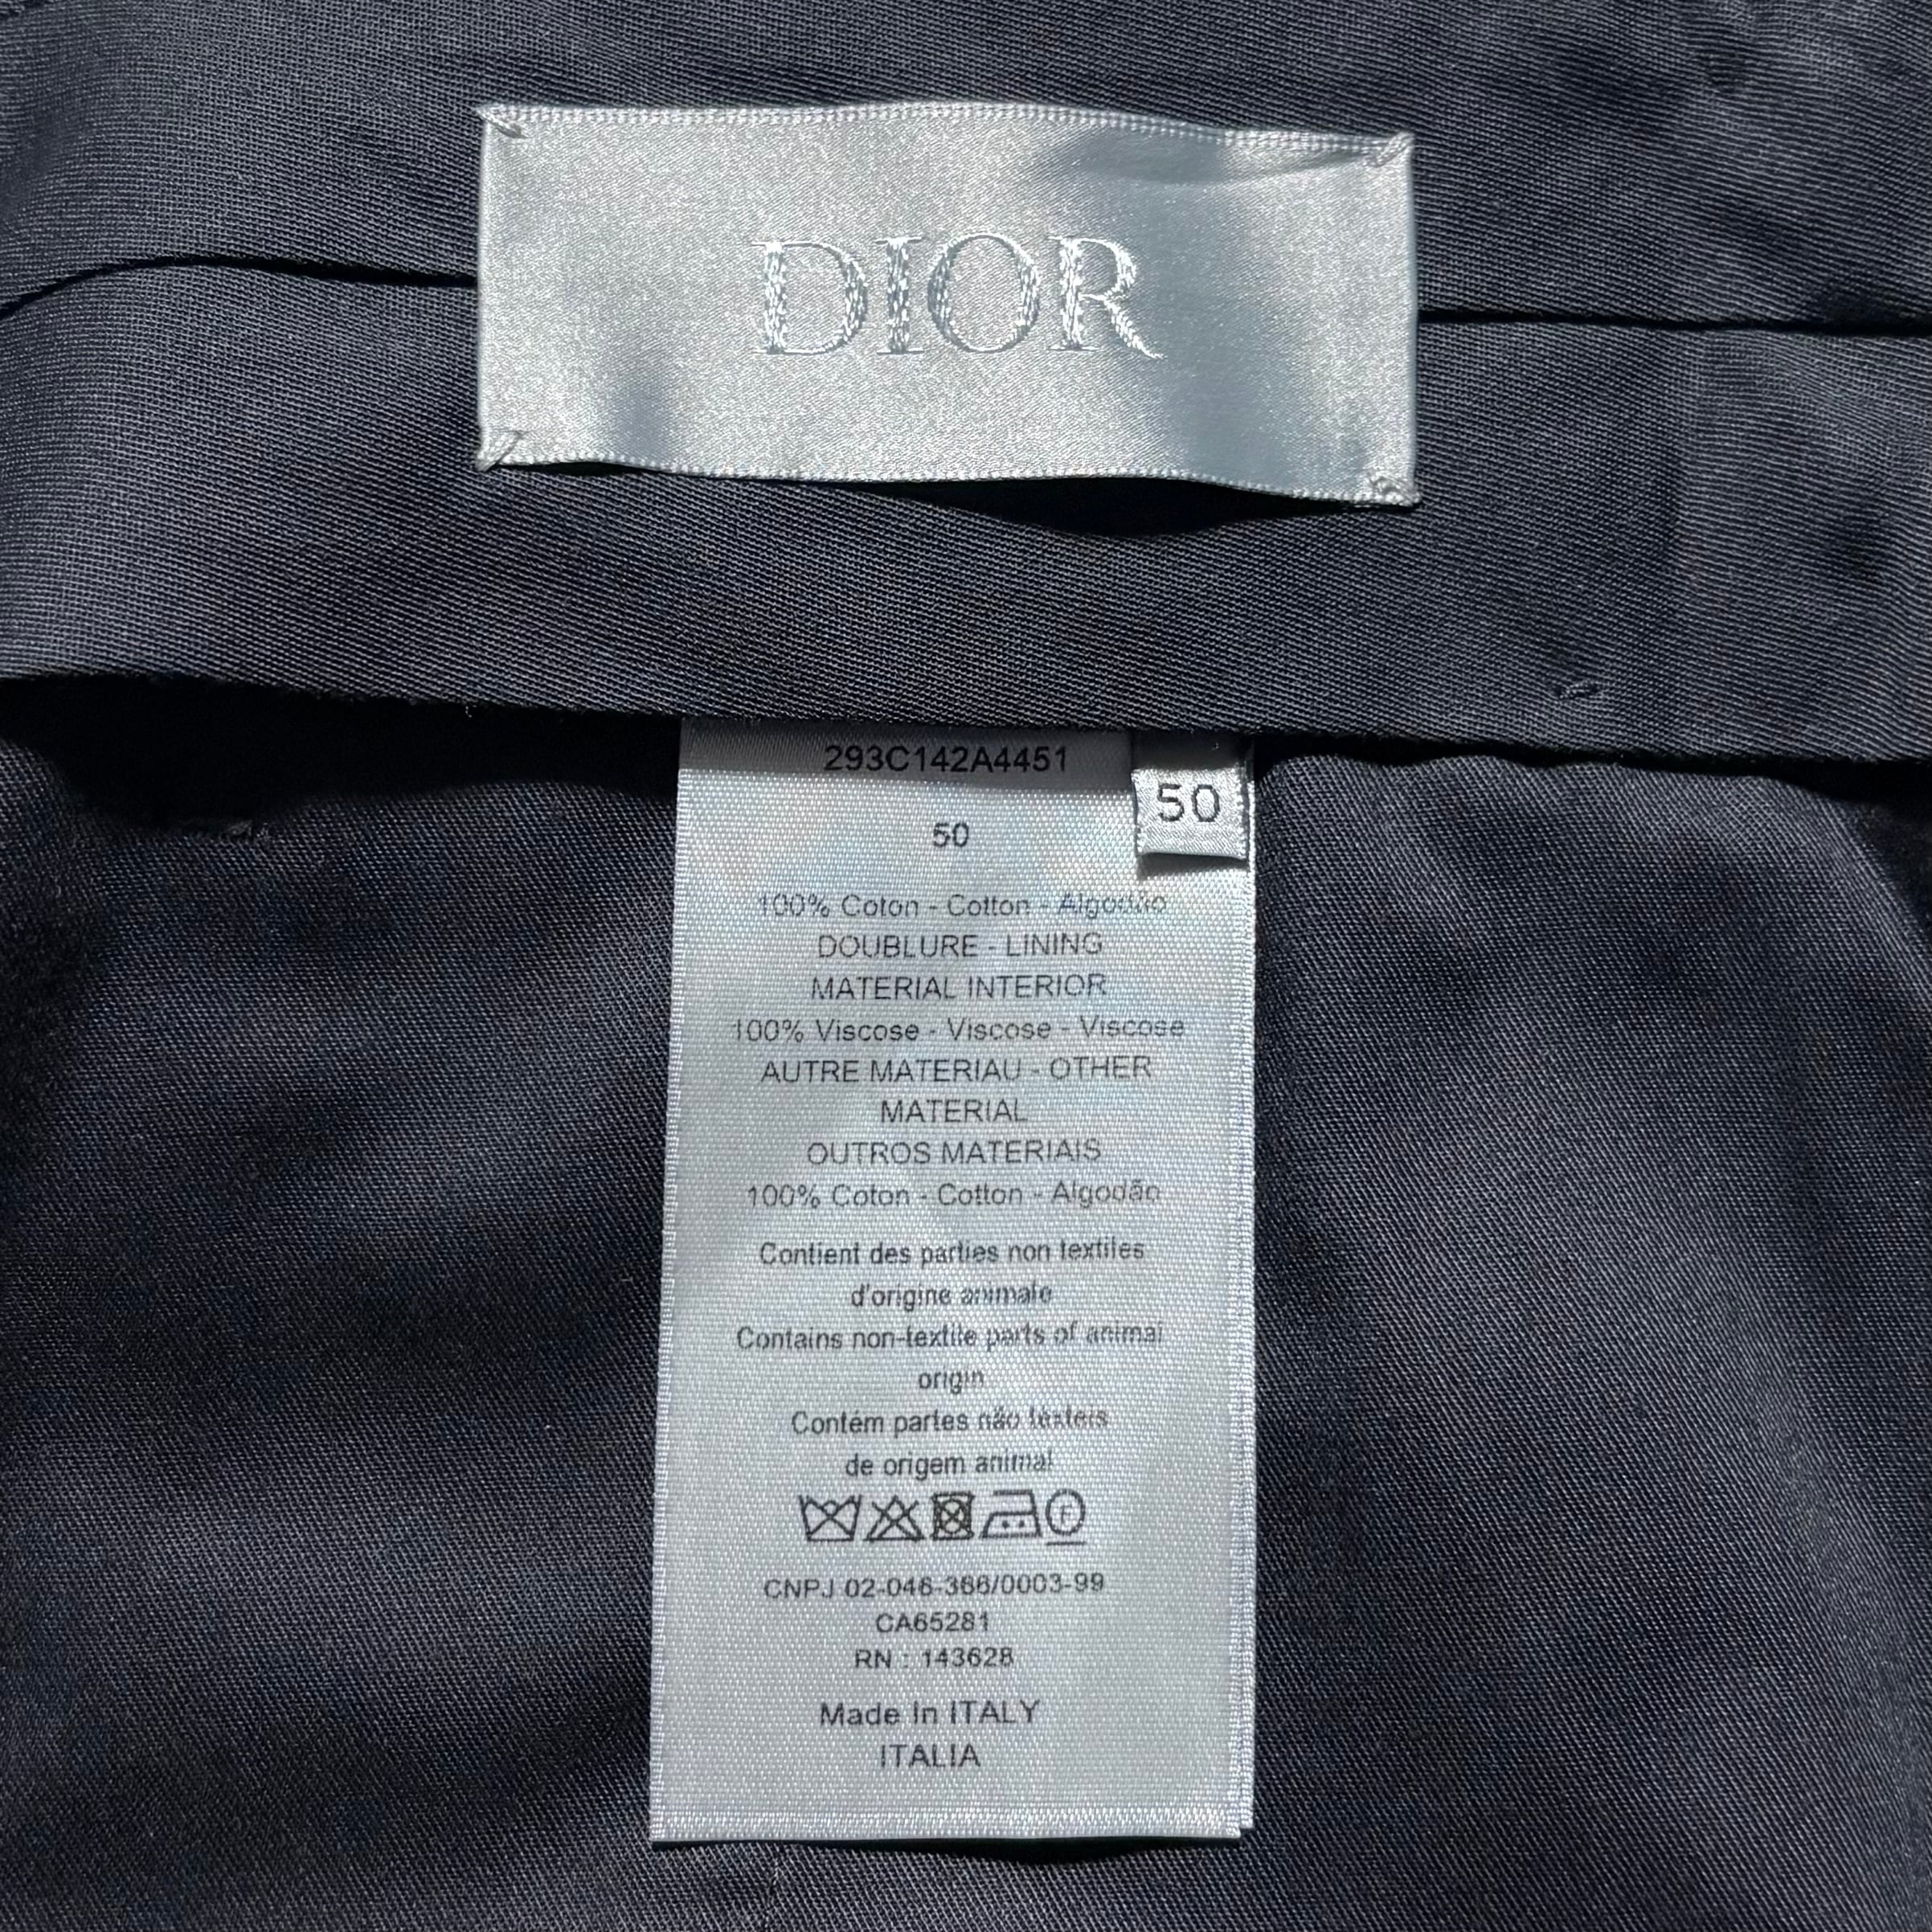 DIOR
293C142A4451
50
50
100% Coton - Cotton - Algodão
DOUBLURE - LINING
MATERIAL INTERIOR
100% Viscose - Viscose - Viscose
AUTRE MATERIAU - OTHER
MATERIAL
OUTROS MATERIAIS
100% Coton - Cotton - Algodão
Contient des parties non textiles
d'origine animale
Contains non-textile parts of animal
origin
Contém partes não têxteis
de origem animal
F
CNPJ 02-046-366/0003-99
CA65281
RN : 143628
Made In ITALY
ITALIA